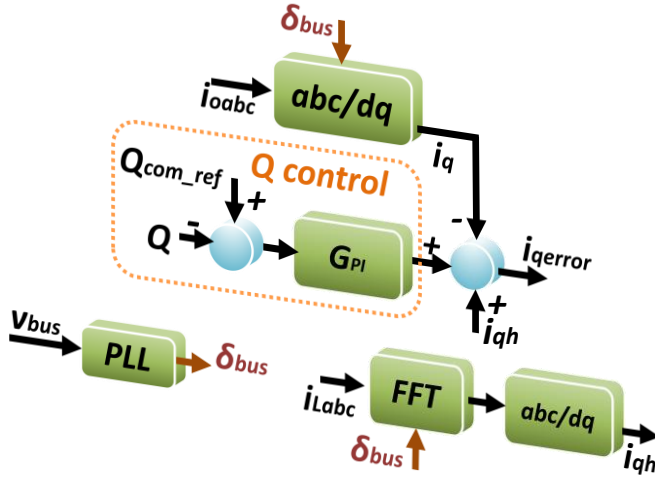 δbus
ioabc
abc/dq
iq
Qcom_ref
Q control
+
-
-
Q
GPI
+
iqerror
+
iqh
vbus
PLL
δbus
iLabc
FFT
abc/dq
δbus
iqh